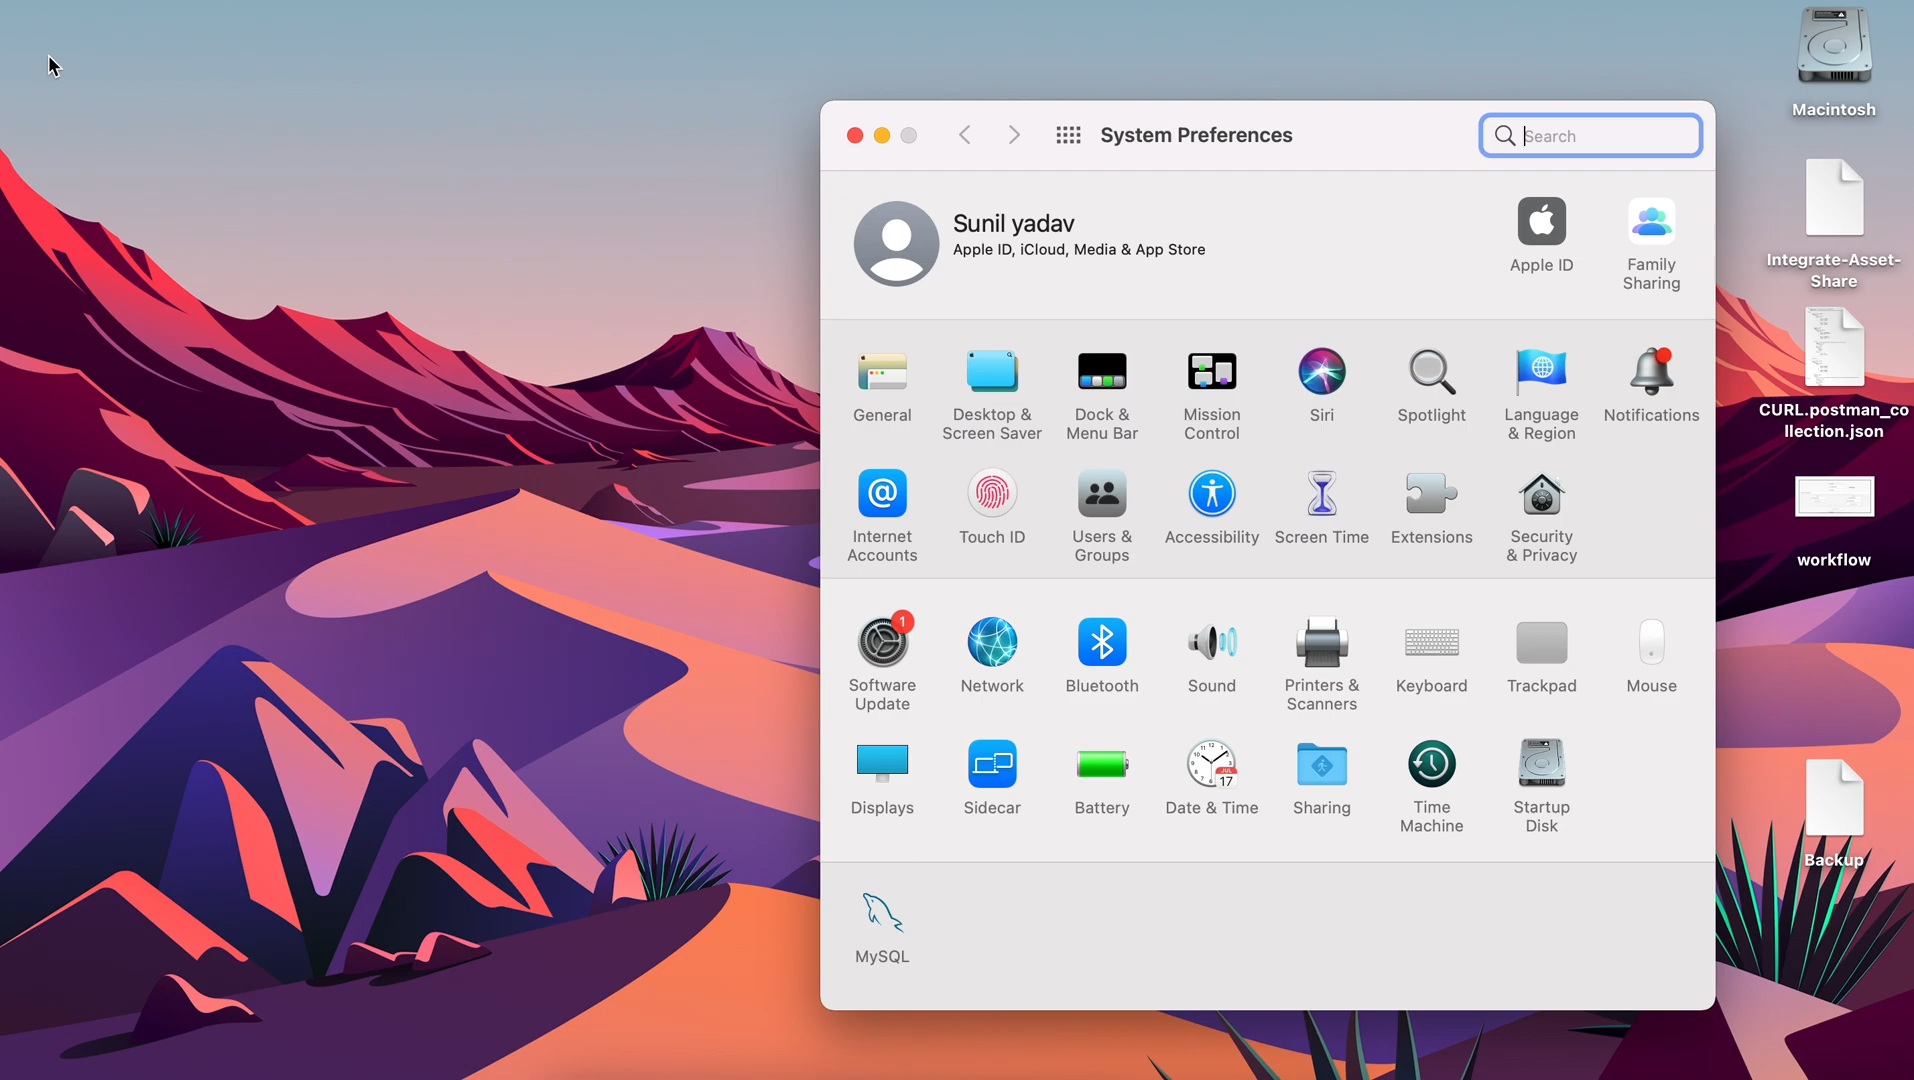 System Preferences
Search
Sunil yadav
Apple ID, iCloud, Media & App Store
Apple ID
Family
Sharing
General
Desktop &
Screen Saver
Dock &
Menu Bar
Mission
Control
Siri
Spotlight
Language
& Region
Notifications
Internet
Accounts
Touch ID
Users &
Groups
Accessibility
Screen Time
Extensions
Security
& Privacy
1
Software
Update
Network
Bluetooth
Sound
Printers &
Scanners
Keyboard
Trackpad
Mouse
Displays
Sidecar
Battery
JUL
17
Date & Time
Sharing
Time
Machine
Startup
Disk
MySQL
Macintosh
Integrate-Asset-
Share
CURL.postman_co
llection.json
workflow
Backup